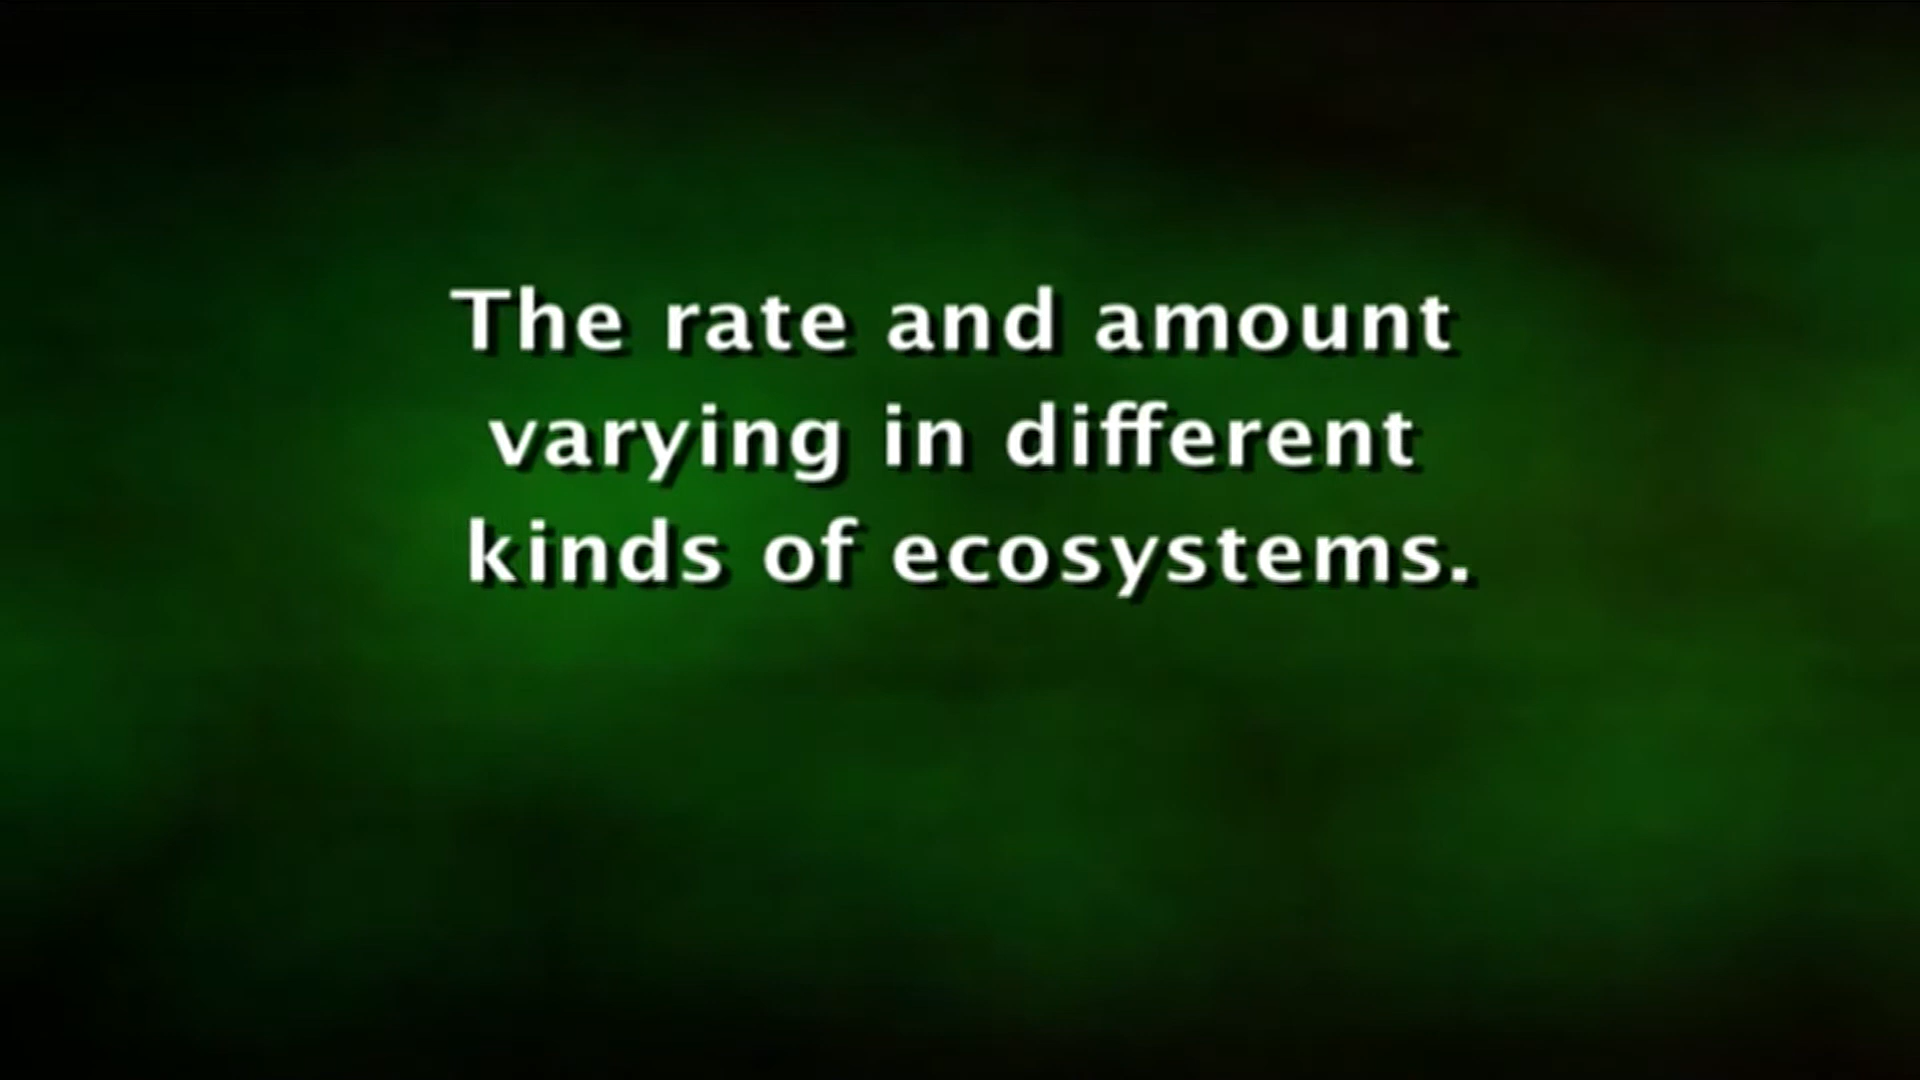 The rate and amount
varying in different
kinds of ecosystems.